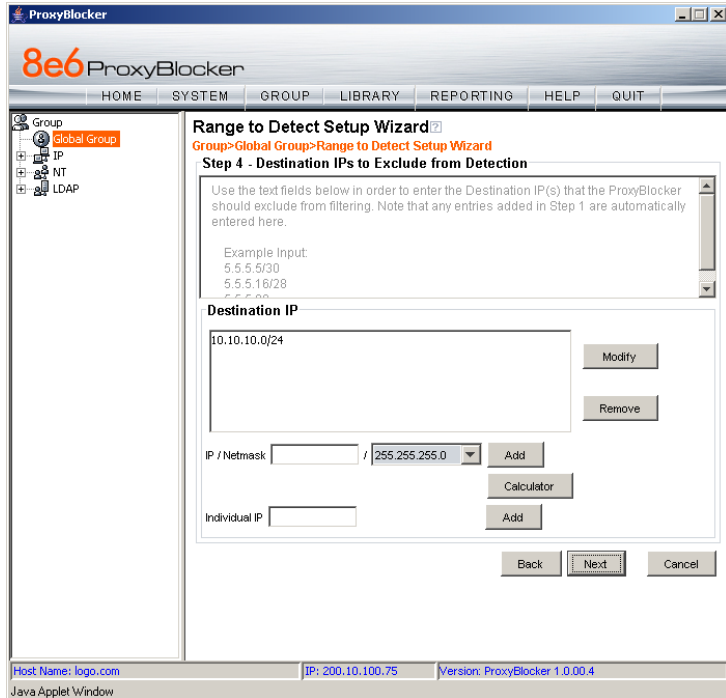 ProxyBlocker
8e6 ProxyBlocker
HOME SYSTEM GROUP LIBRARY REPORTING HELP QUIT
Group
Global Group
IP
NT
LDAP
Range to Detect Setup Wizard?
Group>Global Group>Range to Detect Setup Wizard
Step 4 - Destination IPs to Exclude from Detection
Use the text fields below in order to enter the Destination IP(s) that the ProxyBlocker
should exclude from filtering. Note that any entries added in Step 1 are automatically
entered here.
Example Input:
5.5.5.5/30
5.5.5.16/28
Destination IP
10.10.10.0/24
Modify
Remove
IP / Netmask / 255.255.255.0 Add
Calculator
Individual IP Add
Back Next Cancel
Host Name: logo.com IP: 200.10.100.75 Version: ProxyBlocker 1.0.00.4
Java Applet Window